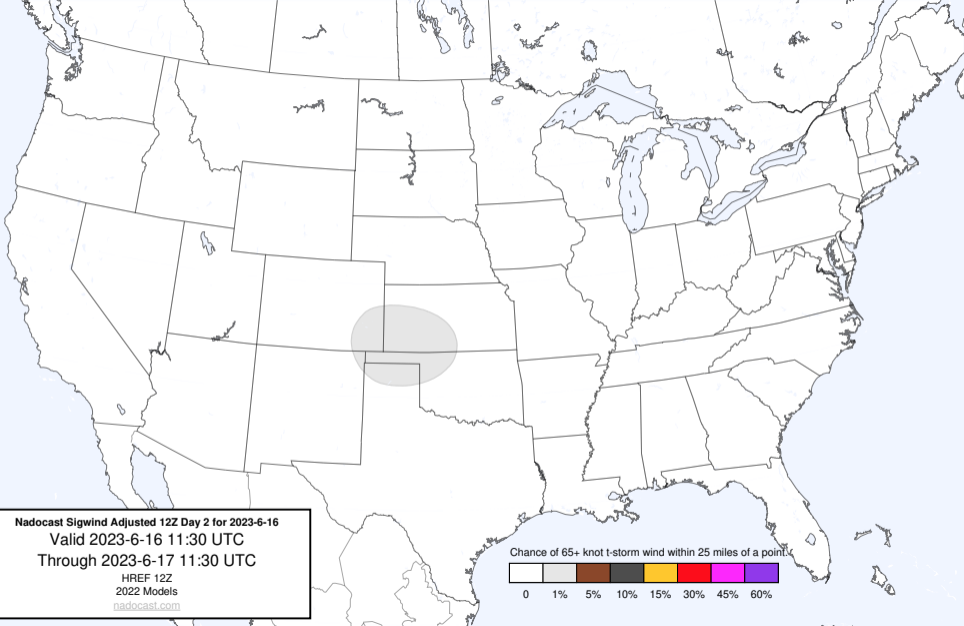 Nadocast Sigwind Adjusted 12Z Day 2 for 2023-6-16
Valid 2023-6-16 11:30 UTC
Through 2023-6-17 11:30 UTC
HREF 12Z
2022 Models
nadocast.com
Chance of 65+ knot t-storm wind within 25 miles of a point.
0 1% 5% 10% 15% 30% 45% 60%